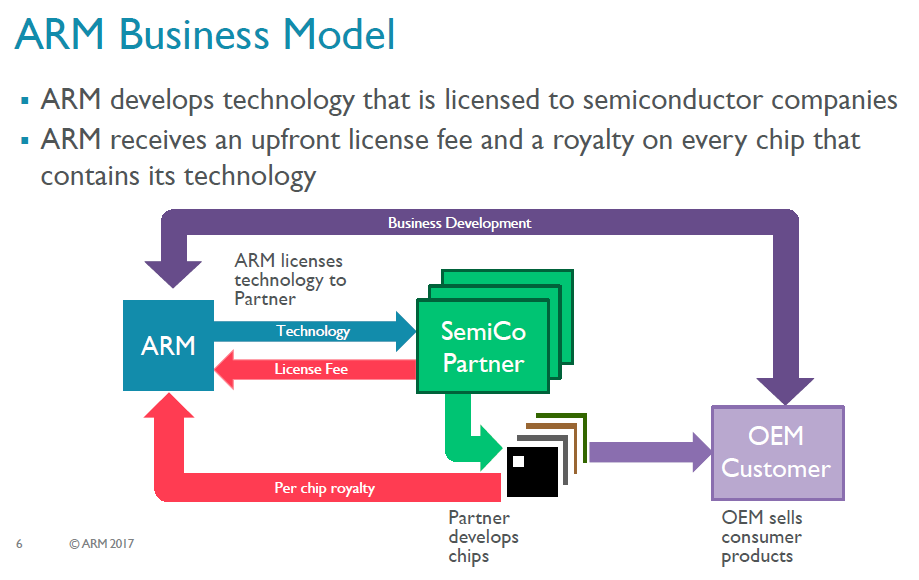 ARM Business Model
▪ ARM develops technology that is licensed to semiconductor companies
▪ ARM receives an upfront license fee and a royalty on every chip that
contains its technology
Business Development
ARM licenses
technology to
Partner
ARM
Technology
License Fee
SemiCo
Partner
OEM
Customer
Per chip royalty
Partner
develops
chips
OEM sells
consumer
products
6
© ARM 2017